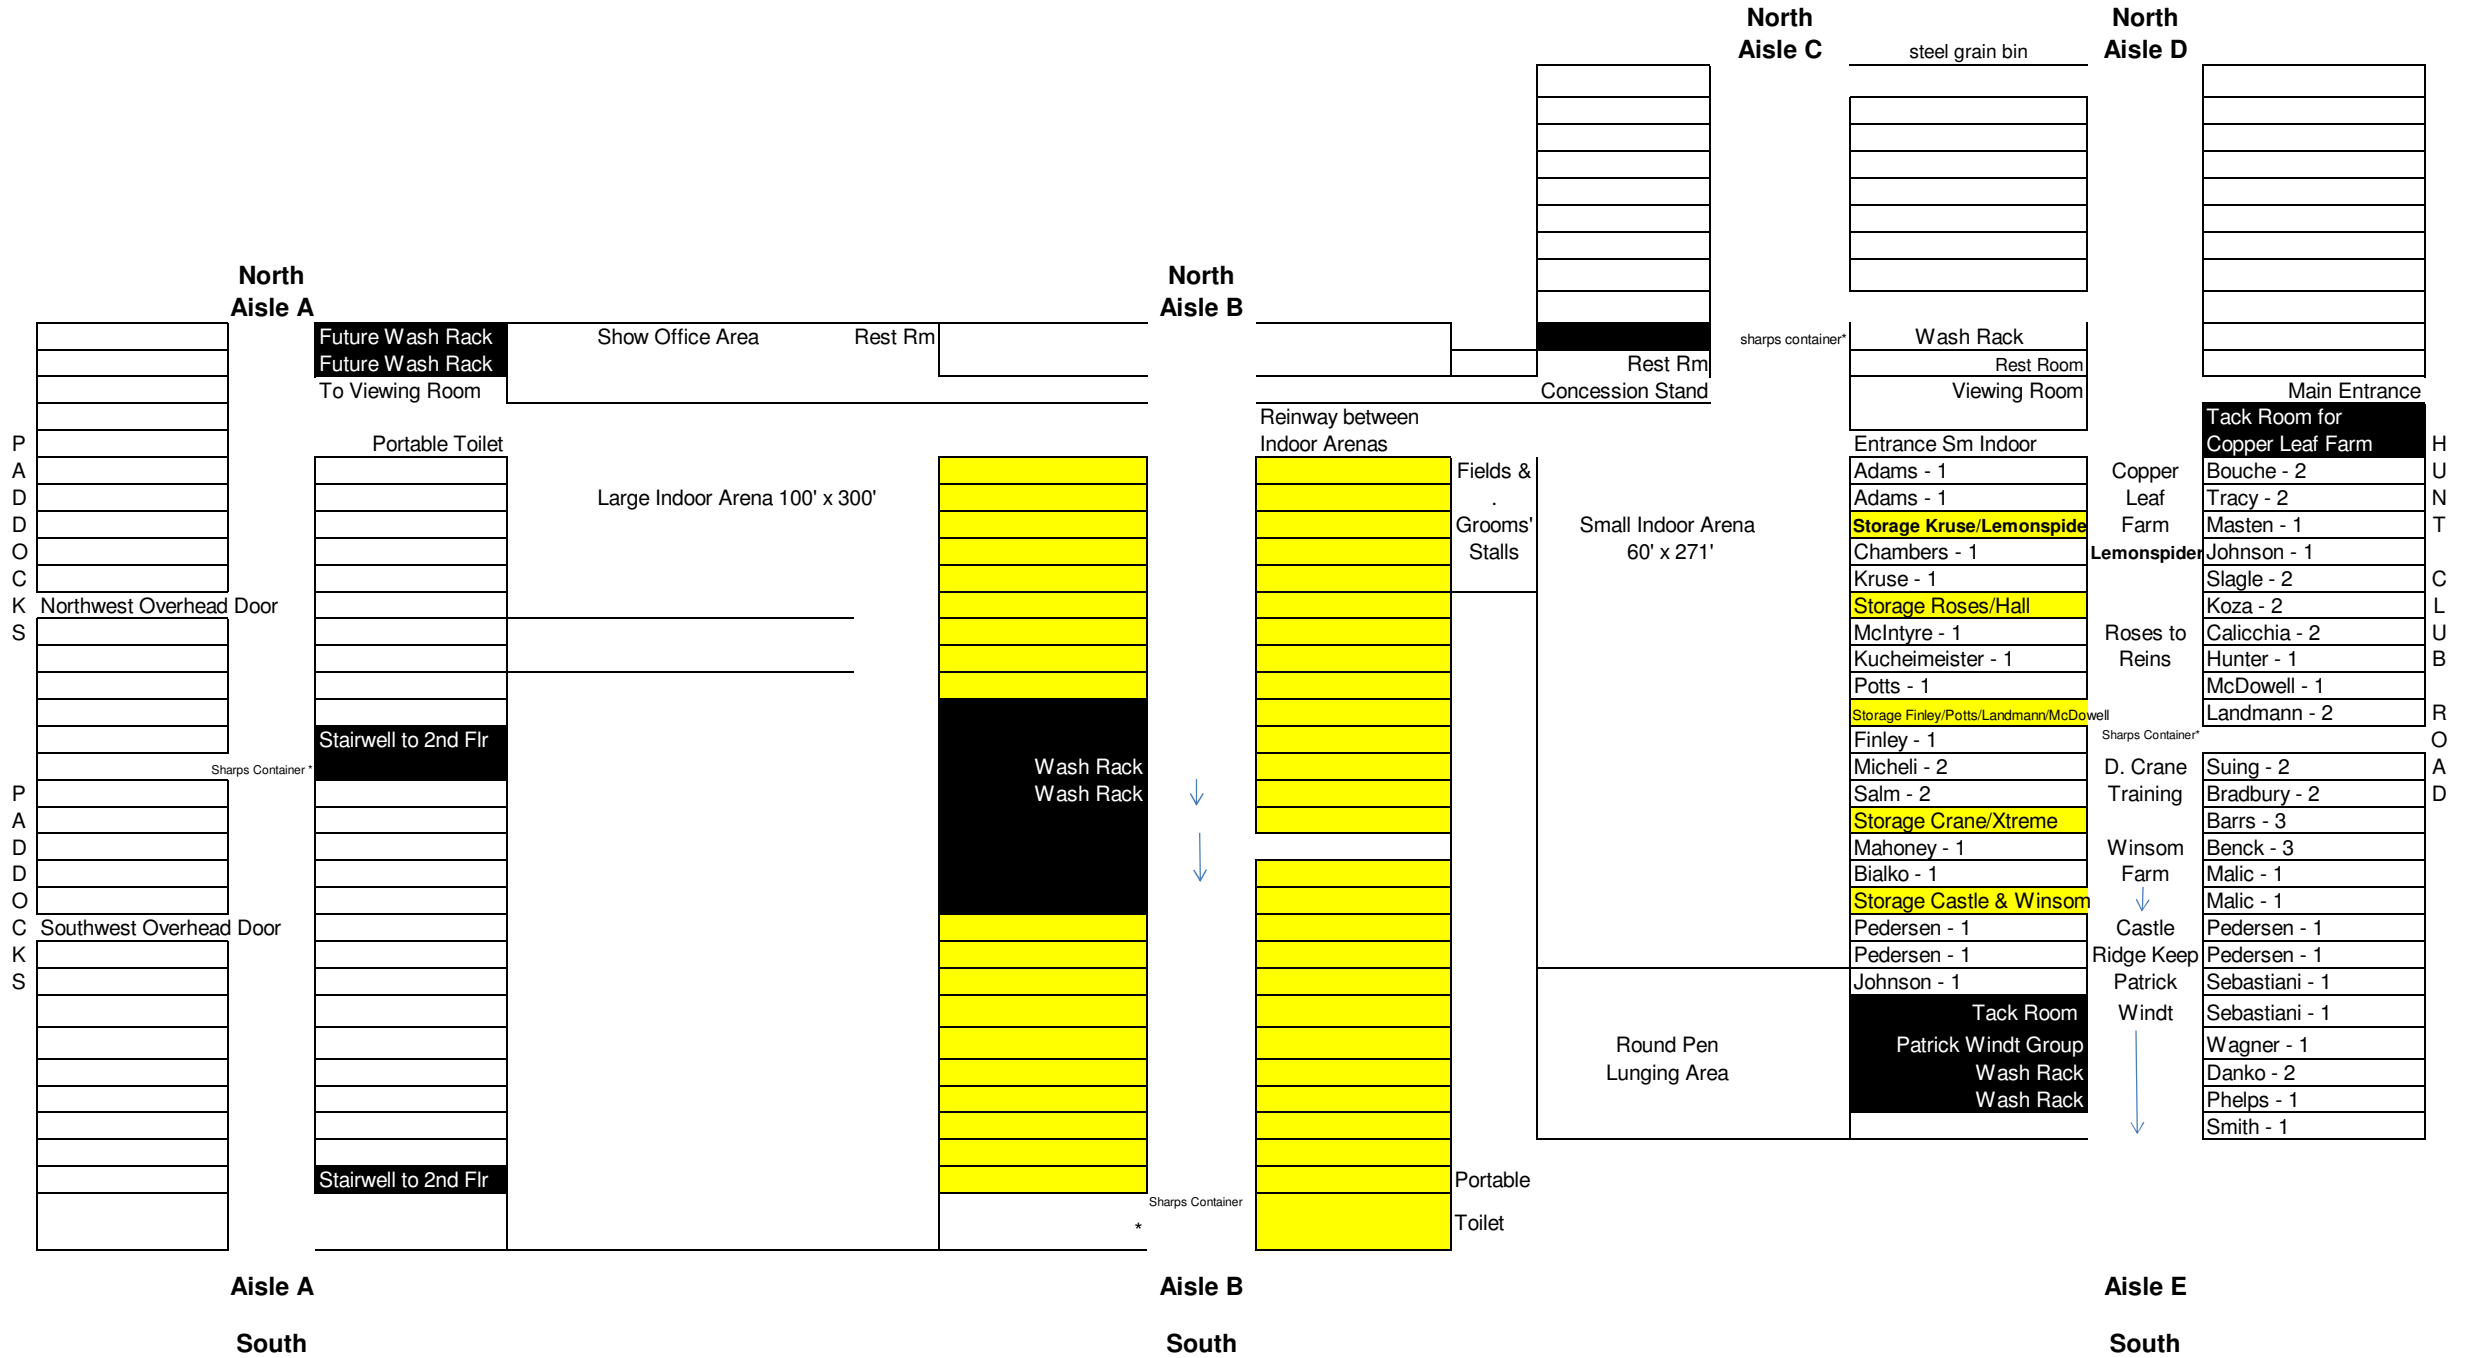 North
North
Aisle C
steel grain bin
Aisle D
North
North
Aisle A
Aisle B
Future Wash Rack
Show Office Area
Rest Rm
sharps container*
Wash Rack
Future Wash Rack
Rest Rm
Rest Room
To Viewing Room
Concession Stand
Viewing Room
Main Entrance
Reinway between
Tack Room for
P
Portable Toilet
Indoor Arenas
Entrance Sm Indoor
Copper Leaf Farm
H
A
Fields &
Adams - 1
Copper
Bouche - 2
U
D
Large Indoor Arena 100' x 300'
.
Adams - 1
Leaf
Tracy - 2
N
D
Grooms'
Small Indoor Arena
Storage Kruse/Lemonspide
Farm
Masten - 1
T
O
Stalls
60' x 271'
Chambers - 1
Lemonspider
Johnson - 1
C
Kruse - 1
Slagle - 2
C
K
Northwest Overhead Door
Storage Roses/Hall
Koza - 2
L
S
McIntyre - 1
Roses to
Calicchia - 2
U
Kucheimeister - 1
Reins
Hunter - 1
B
Potts - 1
McDowell - 1
Storage Finley/Potts/Landmann/McDowell
Landmann - 2
R
Stairwell to 2nd Flr
Finley - 1
Sharps Container*
O
Sharps Container *
Wash Rack
Micheli - 2
D. Crane
Suing - 2
A
P
Wash Rack
Salm - 2
Training
Bradbury - 2
D
A
Storage Crane/Xtreme
Barrs - 3
D
Mahoney - 1
Winsom
Benck - 3
D
Bialko - 1
Farm
Malic - 1
O
Storage Castle & Winsom
Malic - 1
C
Southwest Overhead Door
Pedersen - 1
Castle
Pedersen - 1
K
Pedersen - 1
Ridge Keep
Pedersen - 1
S
Johnson - 1
Patrick
Sebastiani - 1
Tack Room
Windt
Sebastiani - 1
Round Pen
Patrick Windt Group
Wagner - 1
Lunging Area
Wash Rack
Danko - 2
Wash Rack
Phelps - 1
Smith - 1
Stairwell to 2nd Flr
Portable
Sharps Container
*
Toilet
Aisle A
Aisle B
Aisle E
South
South
South